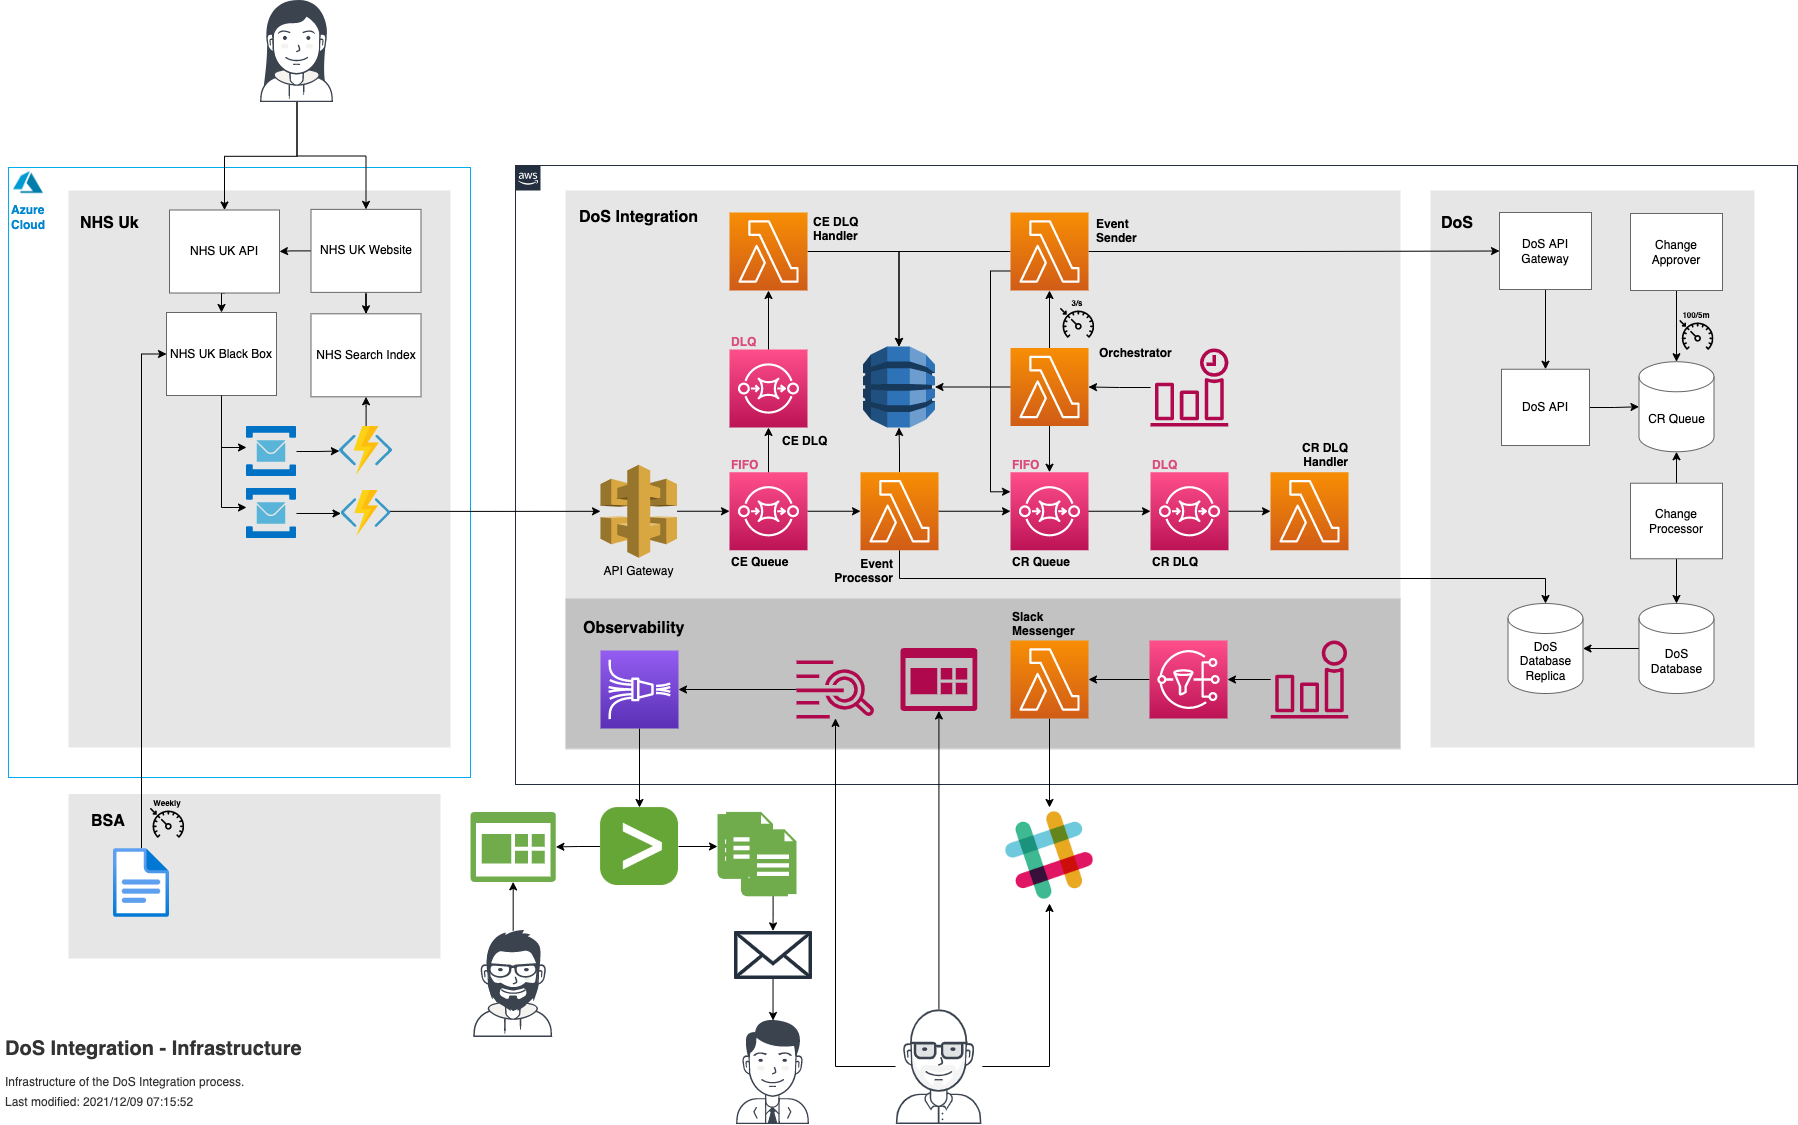 Azure
Cloud
NHS Uk
NHS UK API
NHS UK Website
NHS UK Black Box
NHS Search Index
BSA
Weekly
aws
DoS Integration
CE DLQ
Handler
Event
Sender
3/s
DLQ
Orchestrator
CE DLQ
FIFO
FIFO
DLQ
CR DLQ
Handler
API Gateway
CE Queue
Event
Processor
CR Queue
CR DLQ
Observability
Slack
Messenger
DoS
DoS API
Gateway
Change
Approver
100/5m
DoS API
CR Queue
Change
Processor
DoS
Database
Replica
DoS
Database
DoS Integration - Infrastructure
Infrastructure of the DoS Integration process.
Last modified: 2021/12/09 07:15:52